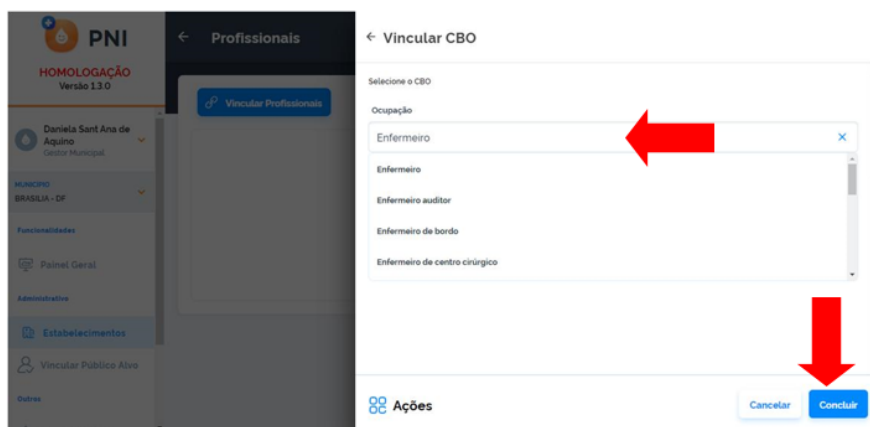 PNI
HOMOLOGAÇÃO
Versão 1.3.0
Daniela Sant Ana de
Aquino
Gestor Municipal
MUNICÍPIO
BRASILIA - DF
Funcionalidades
Painel Geral
Administrativo
Estabelecimentos
Vincular Público Alvo
Outros
Profissionais
Vincular Profissionais
Vincular CBO
Selecione o CBO
Ocupação
Enfermeiro
Enfermeiro
Enfermeiro auditor
Enfermeiro de bordo
Enfermeiro de centro cirúrgico
Ações
Cancelar
Concluir